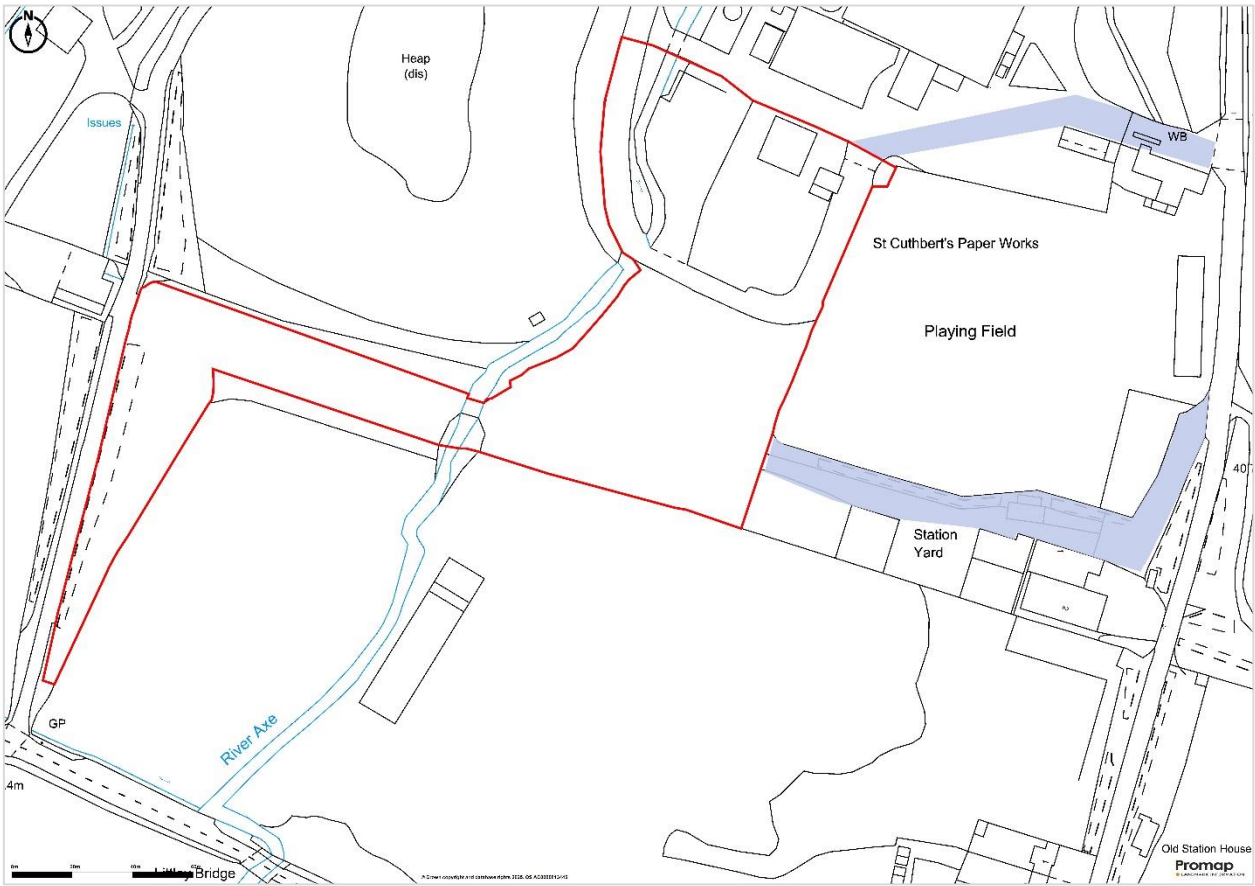 N
Heap
(dis)
Issues
WB
St Cuthbert's Paper Works
Playing Field
40
Station
Yard
GP
River Axe
.4m
Bridge
Old Station House
Promap